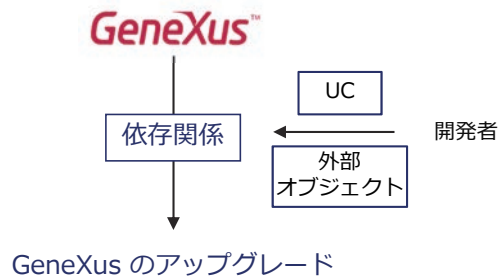 GeneXus™
UC
依存関係
開発者
外部
オブジェクト
GeneXus のアップグレード